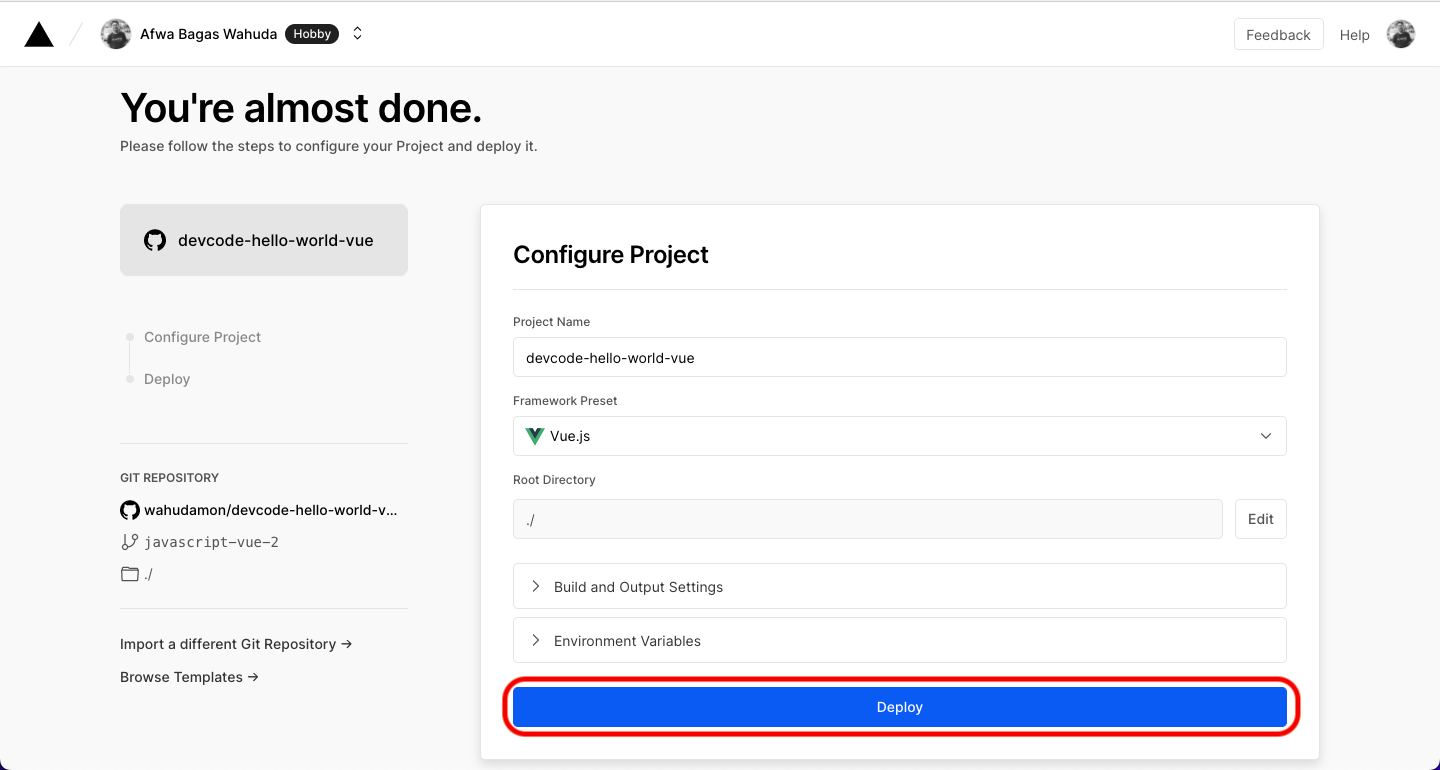 Afwa Bagas Wahuda Hobby
Feedback Help
You're almost done.
Please follow the steps to configure your Project and deploy it.
devcode-hello-world-vue
Configure Project
Deploy
GIT REPOSITORY
wahudamon/devcode-hello-world-v...
javascript-vue-2
./
Import a different Git Repository →
Browse Templates →
Configure Project
Project Name
devcode-hello-world-vue
Framework Preset
Vue.js
Root Directory
./ Edit
Build and Output Settings
Environment Variables
Deploy